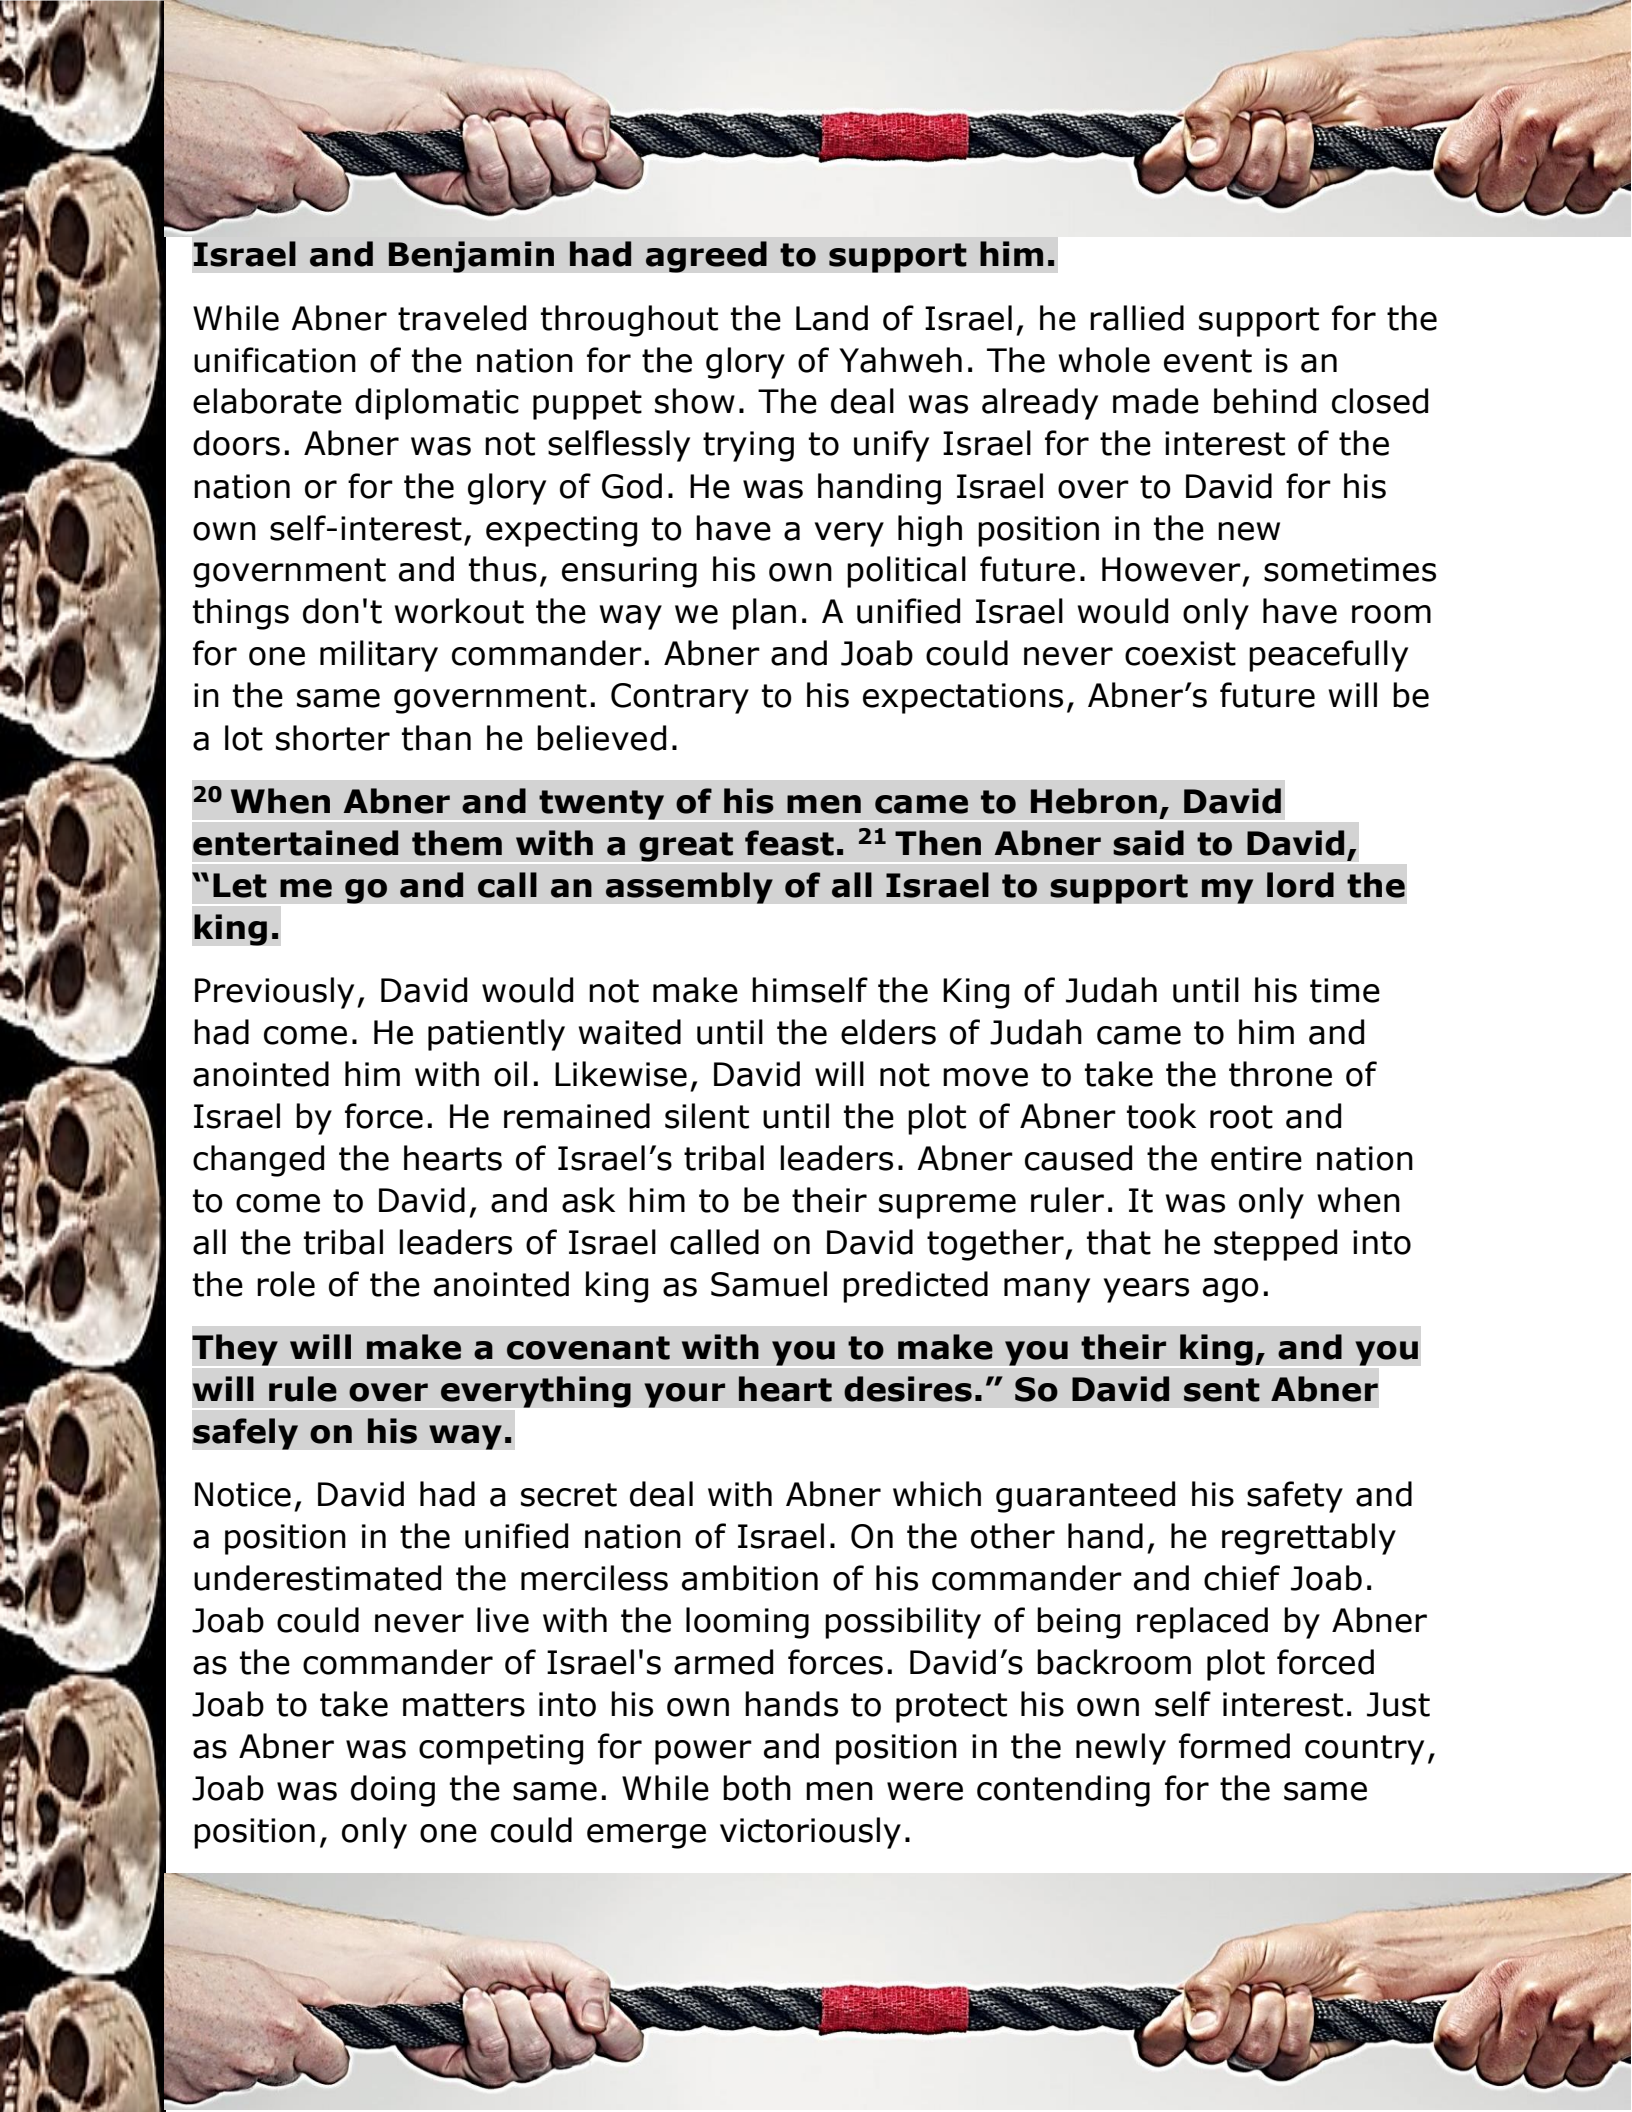 Israel and Benjamin had agreed to support him.
While Abner traveled throughout the Land of Israel, he rallied support for the
unification of the nation for the glory of Yahweh. The whole event is an
elaborate diplomatic puppet show. The deal was already made behind closed
doors. Abner was not selflessly trying to unify Israel for the interest of the
nation or for the glory of God. He was handing Israel over to David for his
own self-interest, expecting to have a very high position in the new
government and thus, ensuring his own political future. However, sometimes
things don't workout the way we plan. A unified Israel would only have room
for one military commander. Abner and Joab could never coexist peacefully
in the same government. Contrary to his expectations, Abner’s future will be
a lot shorter than he believed.
20 When Abner and twenty of his men came to Hebron, David
entertained them with a great feast. 21 Then Abner said to David,
“Let me go and call an assembly of all Israel to support my lord the
king.
Previously, David would not make himself the King of Judah until his time
had come. He patiently waited until the elders of Judah came to him and
anointed him with oil. Likewise, David will not move to take the throne of
Israel by force. He remained silent until the plot of Abner took root and
changed the hearts of Israel’s tribal leaders. Abner caused the entire nation
to come to David, and ask him to be their supreme ruler. It was only when
all the tribal leaders of Israel called on David together, that he stepped into
the role of the anointed king as Samuel predicted many years ago.
They will make a covenant with you to make you their king, and you
will rule over everything your heart desires.” So David sent Abner
safely on his way.
Notice, David had a secret deal with Abner which guaranteed his safety and
a position in the unified nation of Israel. On the other hand, he regrettably
underestimated the merciless ambition of his commander and chief Joab.
Joab could never live with the looming possibility of being replaced by Abner
as the commander of Israel's armed forces. David’s backroom plot forced
Joab to take matters into his own hands to protect his own self interest. Just
as Abner was competing for power and position in the newly formed country,
Joab was doing the same. While both men were contending for the same
position, only one could emerge victoriously.